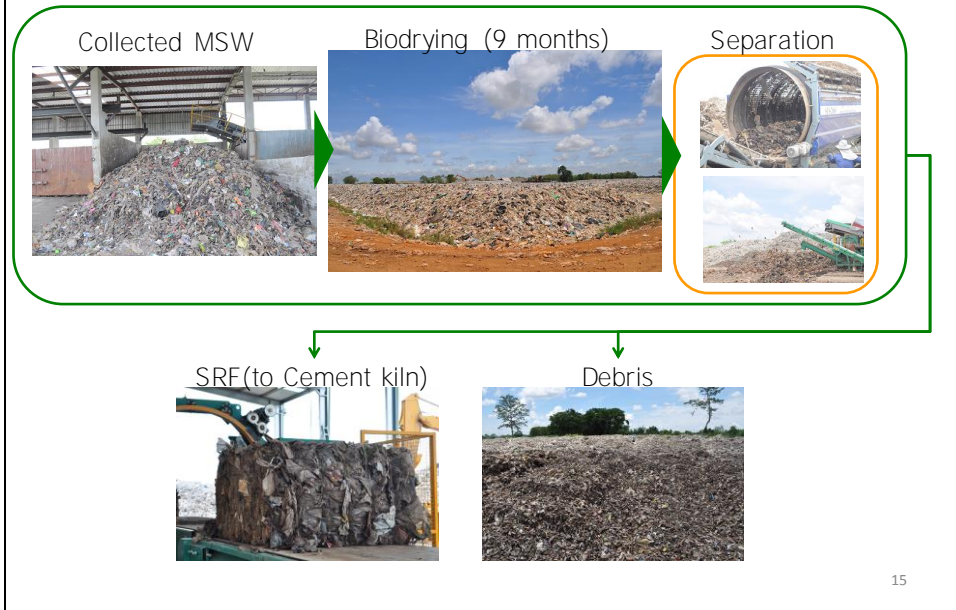 Collected MSW
Biodrying (9 months)
Separation
SRF(to Cement kiln)
Debris
15